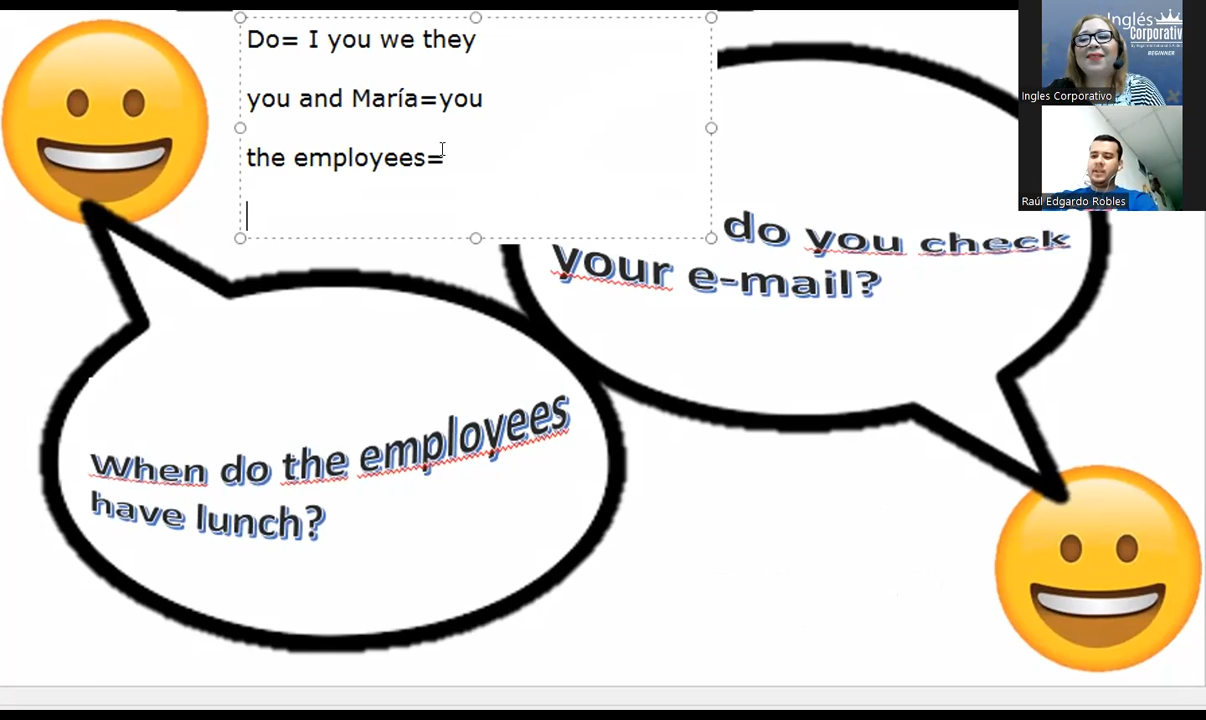 Do= I you we they
you and María=you
the employees=
do you check
your e-mail?
When do the employees
have lunch?
Inglés
Corporativ
BEGINNER
Ingles Corporativo
Raúl Edgardo Robles